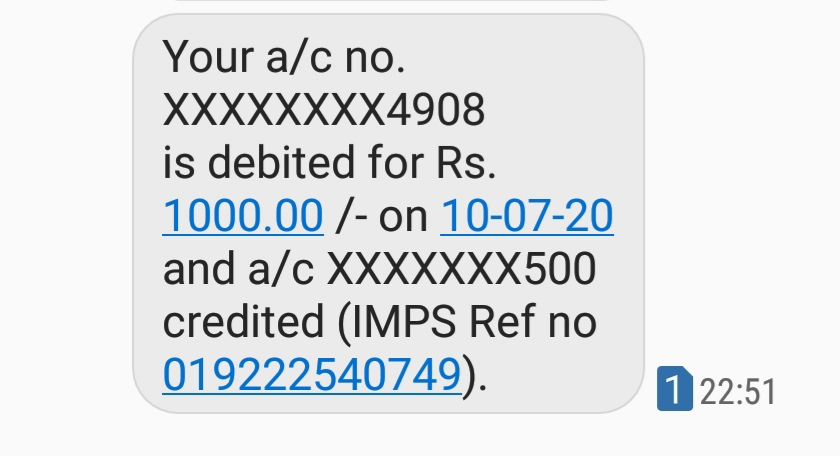 Your a/c no.
XXXXXXXX4908
is debited for Rs.
1000.00 /- on 10-07-20
and a/c XXXXXXX500
credited (IMPS Ref no
019222540749).
1 22:51